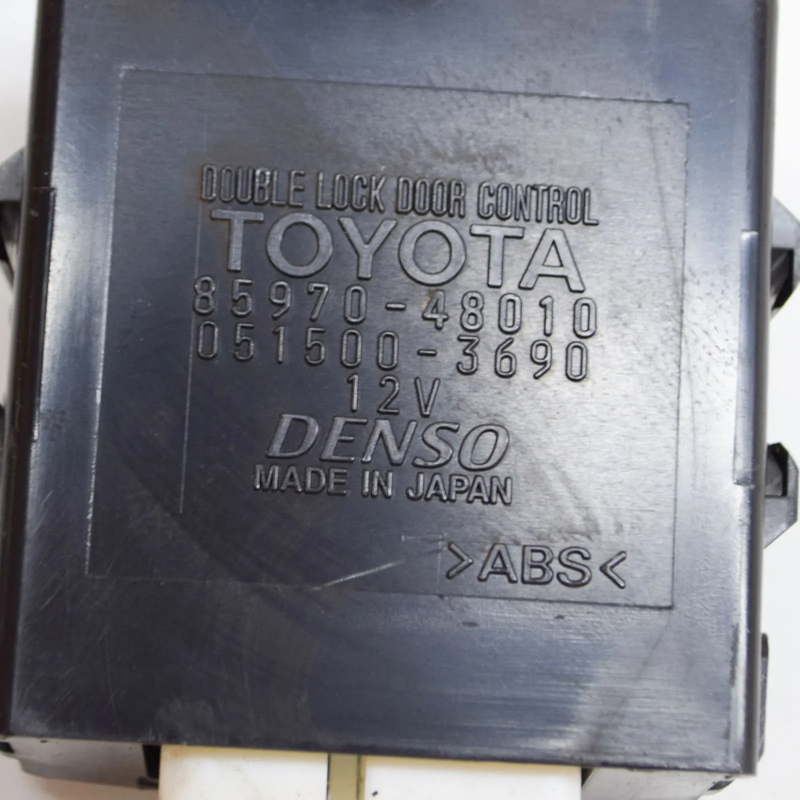 DOUBLE LOCK DOOR CONTROL
TOYOTA
85970-48010
051500-3690
12V
DENSO
MADE IN JAPAN
>ABS<